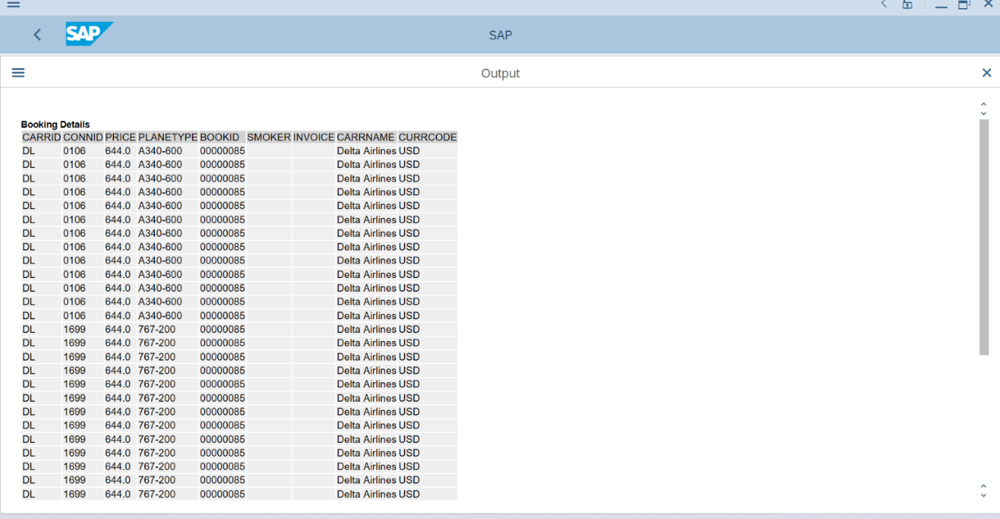 SAP
SAP
Output
Booking Details
CARRID CONNID PRICE PLANETYPE BOOKID SMOKER INVOICE CARRNAME CURRCODE
DL 0106 644.0 A340-600 00000085 Delta Airlines USD
DL 0106 644.0 A340-600 00000085 Delta Airlines USD
DL 0106 644.0 A340-600 00000085 Delta Airlines USD
DL 0106 644.0 A340-600 00000085 Delta Airlines USD
DL 0106 644.0 A340-600 00000085 Delta Airlines USD
DL 0106 644.0 A340-600 00000085 Delta Airlines USD
DL 0106 644.0 A340-600 00000085 Delta Airlines USD
DL 0106 644.0 A340-600 00000085 Delta Airlines USD
DL 0106 644.0 A340-600 00000085 Delta Airlines USD
DL 0106 644.0 A340-600 00000085 Delta Airlines USD
DL 0106 644.0 A340-600 00000085 Delta Airlines USD
DL 0106 644.0 A340-600 00000085 Delta Airlines USD
DL 0106 644.0 A340-600 00000085 Delta Airlines USD
DL 1699 644.0 767-200 00000085 Delta Airlines USD
DL 1699 644.0 767-200 00000085 Delta Airlines USD
DL 1699 644.0 767-200 00000085 Delta Airlines USD
DL 1699 644.0 767-200 00000085 Delta Airlines USD
DL 1699 644.0 767-200 00000085 Delta Airlines USD
DL 1699 644.0 767-200 00000085 Delta Airlines USD
DL 1699 644.0 767-200 00000085 Delta Airlines USD
DL 1699 644.0 767-200 00000085 Delta Airlines USD
DL 1699 644.0 767-200 00000085 Delta Airlines USD
DL 1699 644.0 767-200 00000085 Delta Airlines USD
DL 1699 644.0 767-200 00000085 Delta Airlines USD
DL 1699 644.0 767-200 00000085 Delta Airlines USD
DL 1699 644.0 767-200 00000085 Delta Airlines USD